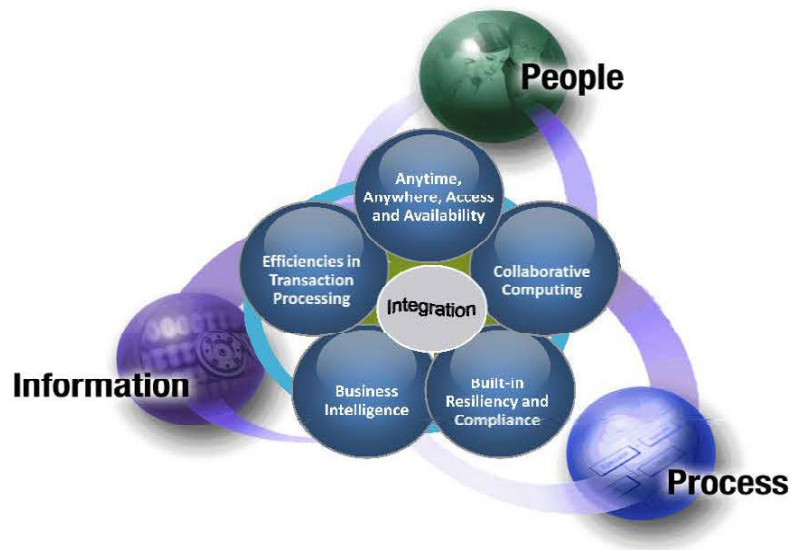 People
Anytime,
Anywhere, Access
and Availability
Efficiencies in
Transaction
Processing
Collaborative
Computing
Integration
Information
Business
Intelligence
Built-in
Resiliency and
Compliance
Process